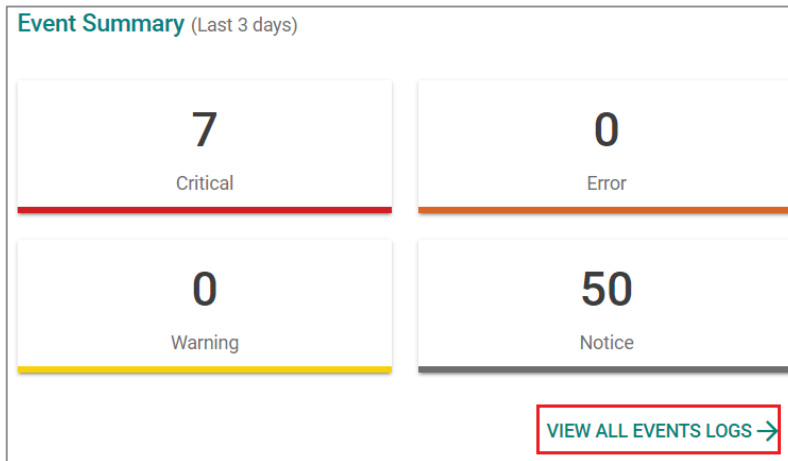 Event Summary (Last 3 days)
7
Critical
0
Error
0
Warning
50
Notice
VIEW ALL EVENTS LOGS →